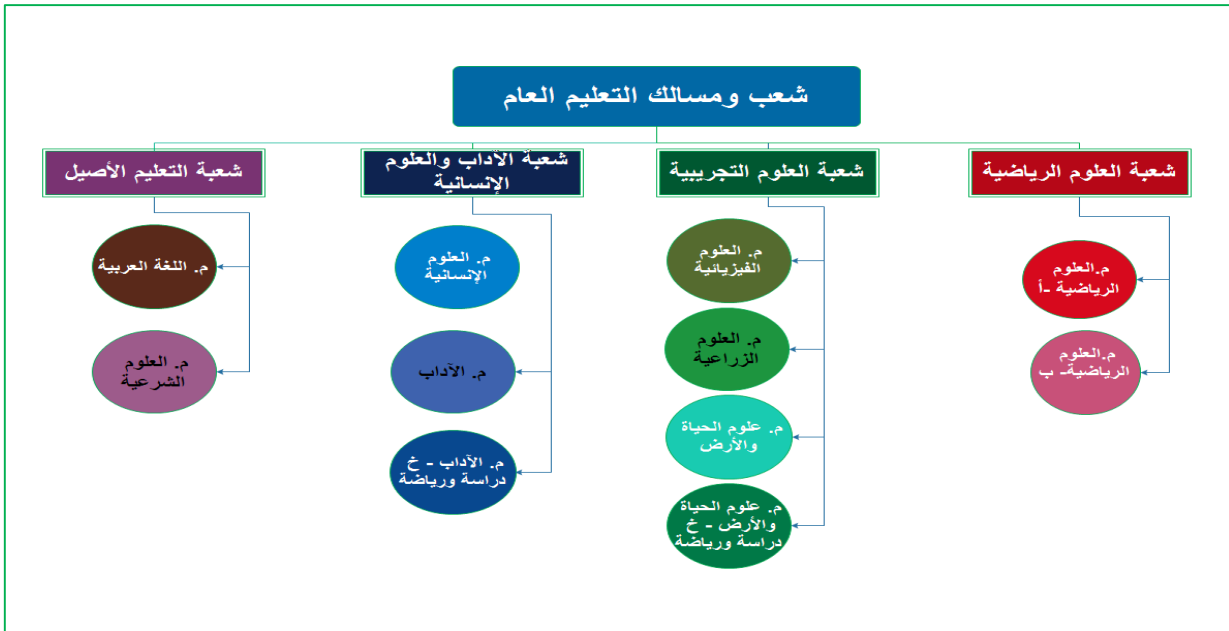 شعب ومسالك التعليم العام
شعبة العلوم الرياضية
م.العلوم
الرياضية -أ
م.العلوم
الرياضية- ب
شعبة العلوم التجريبية
م. العلوم
الفيزيائية
م. العلوم
الزراعية
م. علوم الحياة
والأرض
م. علوم الحياة
والأرض - خ
دراسة ورياضة
شعبة الآداب والعلوم
الإنسانية
م. العلوم
الإنسانية
م. الآداب
م. الآداب - خ
دراسة ورياضة
شعبة التعليم الأصيل
م. اللغة العربية
م. العلوم
الشرعية